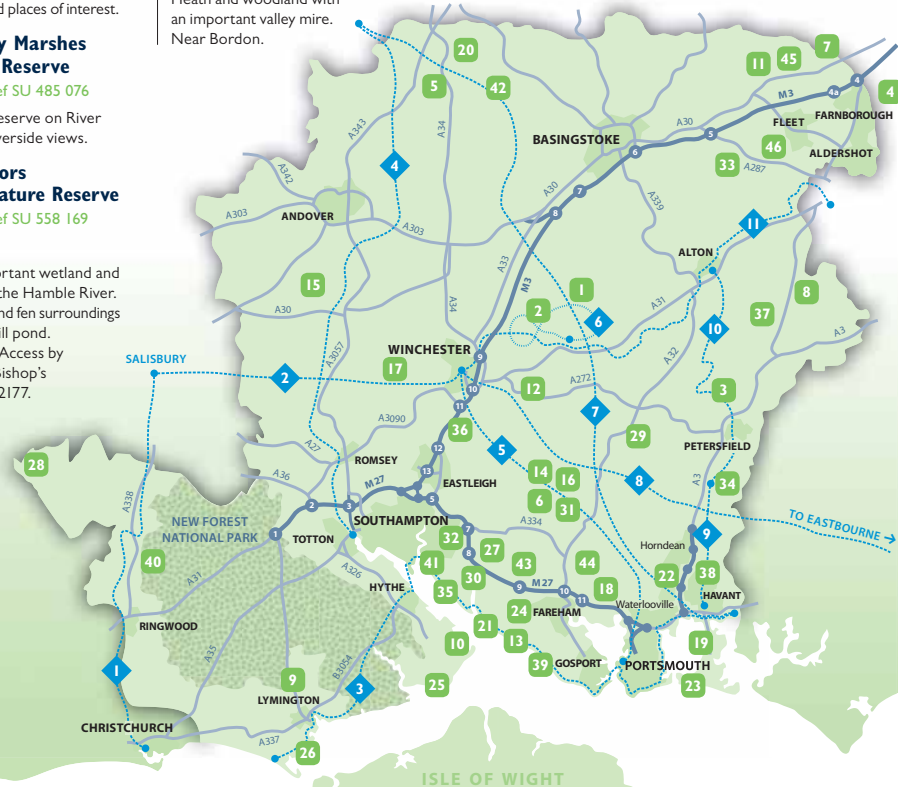 d places of interest.
y Marshes
Reserve
ef SU 485 076
eserve on River
verside views.
ors
ature Reserve
ef SU 558 169
ortant wetland and
the Hamble River.
nd fen surroundings
ill pond.
Access by
Bishop's
2177.
Heath and woodland with
an important valley mire.
Near Bordon.
20
5
42
11
45
7
4
4a
4
M3
FARNBOROUGH
FLEET
A30
5
BASINGSTOKE
6
46
ALDERSHOT
33
A287
A343
A34
4
A342
A30
7
8
A339
ANDOVER
A303
A303
11
ALTON
A33
M3
15
A30
A34
1
2
6
A31
8
37
10
A3
A3057
A32
WINCHESTER
9
SALISBURY
2
17
10
12
A272
3
11
7
A3090
36
29
PETERSFIELD
A27
12
5
ROMSEY
13
EASTLEIGH
28
A36
14
16
8
A3
34
M27
6
31
5
A338
2
3
SOUTHAMPTON
A334
TO EASTBOURNE
NEW FOREST
NATIONAL PARK
1
TOTTON
7
32
8
27
Horndean
9
40
A31
A326
41
43
44
22
38
HYTHE
30
35
9
M27
10
11
18
HAVANT
Waterlooville
24
FAREHAM
RINGWOOD
21
12
10
13
19
A35
B3054
39
GOSPORT
PORTSMOUTH
1
9
3
25
23
LYMINGTON
CHRISTCHURCH
A337
26
ISLE OF WIGHT